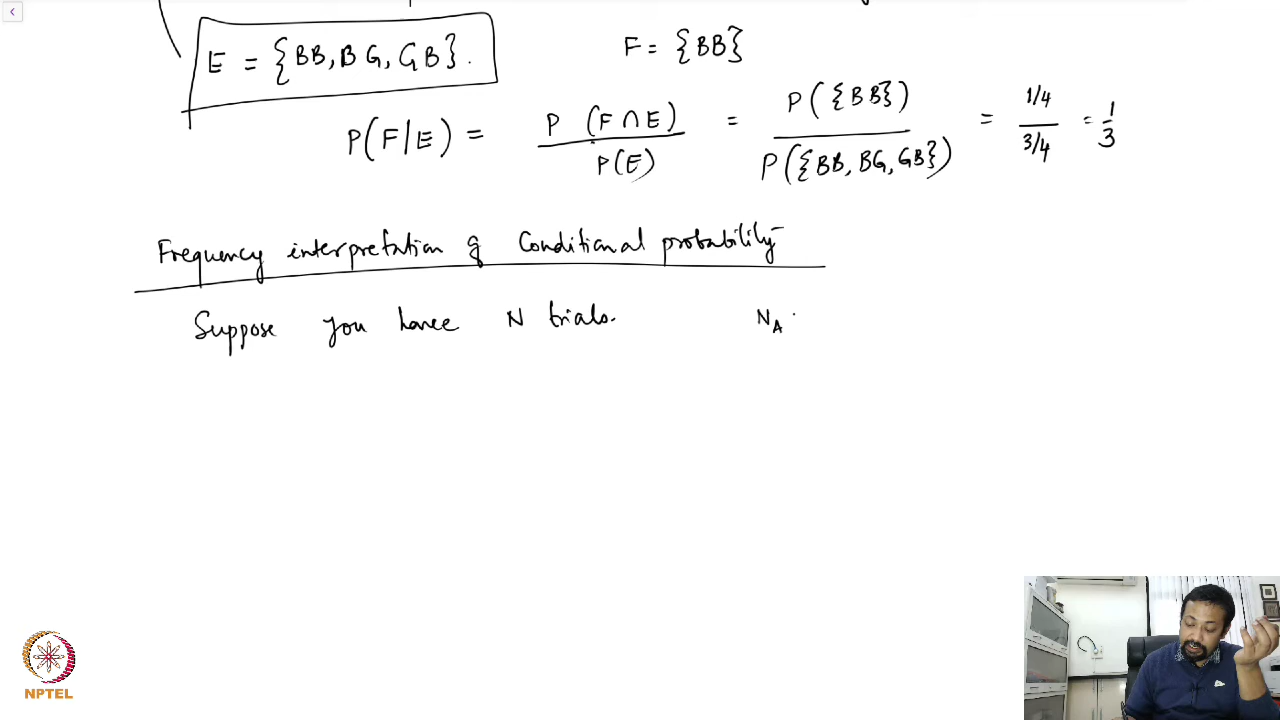 E = {BB, BG, GB}. F = {BB}
P(F/E) = P(F∩E) / P(E) = P({BB}) / P({BB, BG, GB}) = 1/4 / 3/4 = 1/3
Frequency interpretation of Conditional probability
Suppose you have N trials. N_A
NPTEL